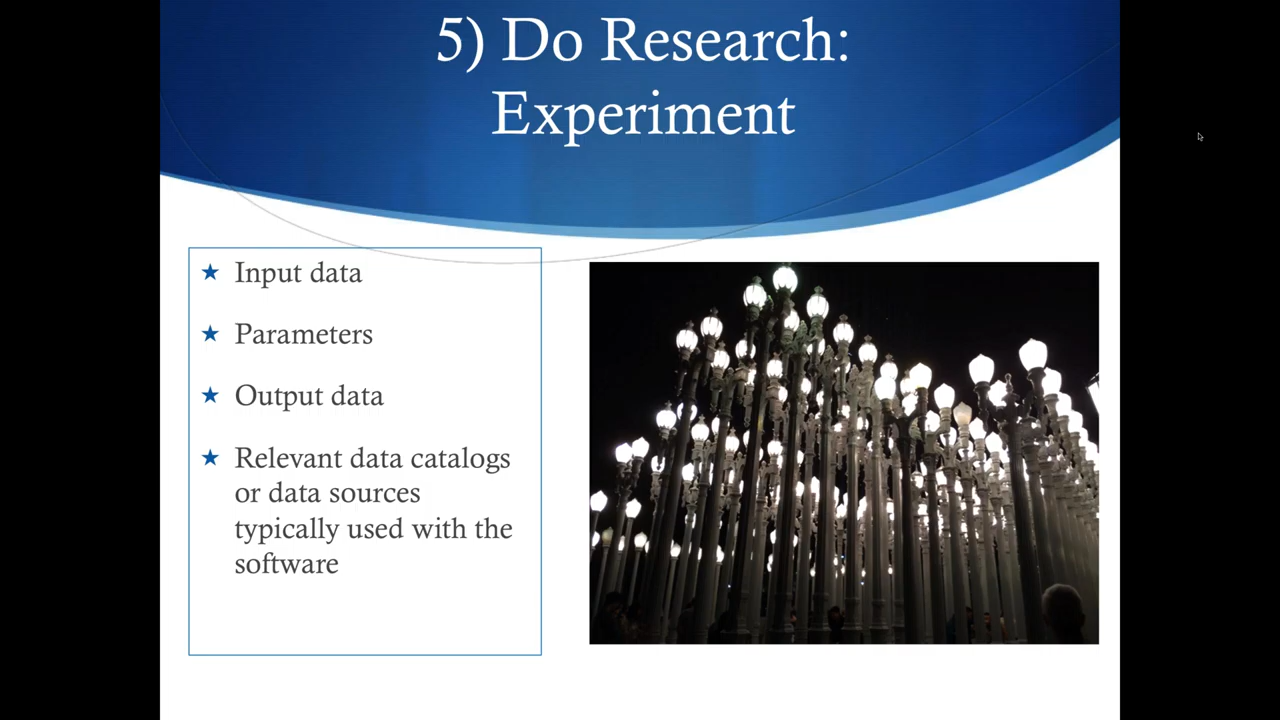 5) Do Research:
Experiment
★ Input data
★ Parameters
★ Output data
★ Relevant data catalogs
or data sources
typically used with the
software